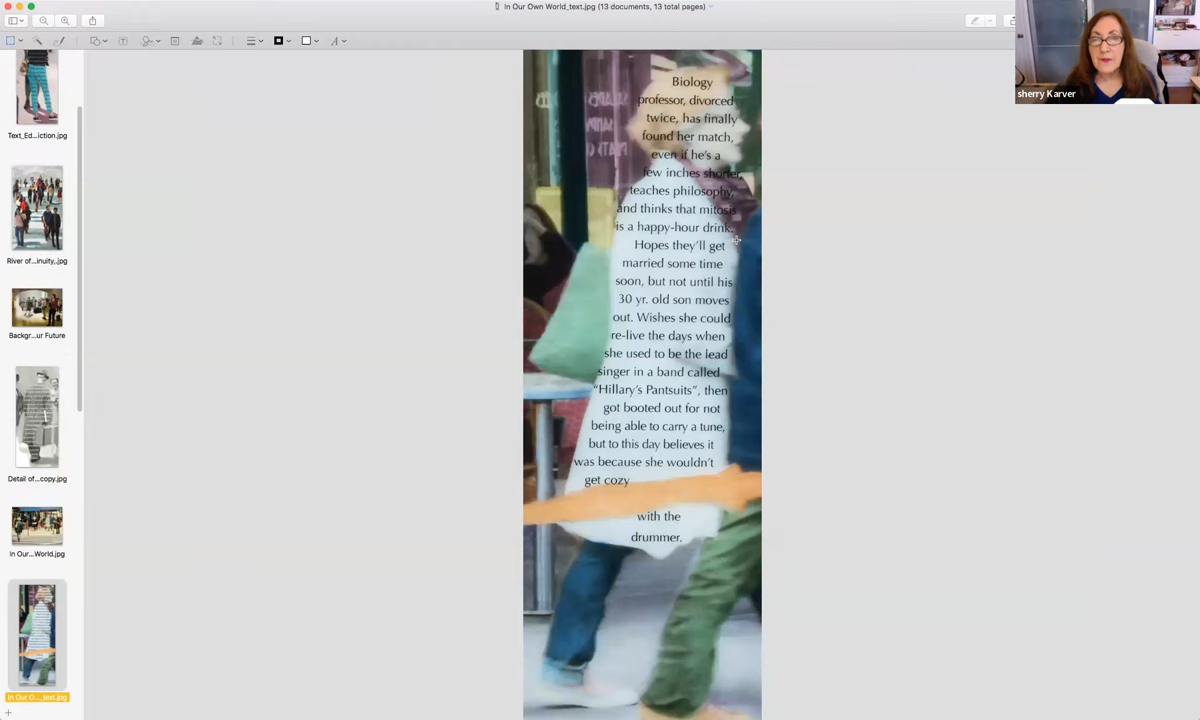 In Our Own World_text.jpg (13 documents, 13 total pages)
sherry Karver
Text_Ed...iction.jpg
River of...inuity,.jpg
Backgr...ur Future
Detail of...copy.jpg
In Our...World.jpg
In Our O..._text.jpg
Biology
professor, divorced
twice, has finally
found her match,
even if he's a
few inches shorter,
teaches philosophy,
and thinks that mitosis
is a happy-hour drink.
Hopes they'll get
married some time
soon, but not until his
30 yr. old son moves
out. Wishes she could
re-live the days when
she used to be the lead
singer in a band called
"Hillary's Pantsuits", then
got booted out for not
being able to carry a tune,
but to this day believes it
was because she wouldn't
get cozy
with the
drummer.